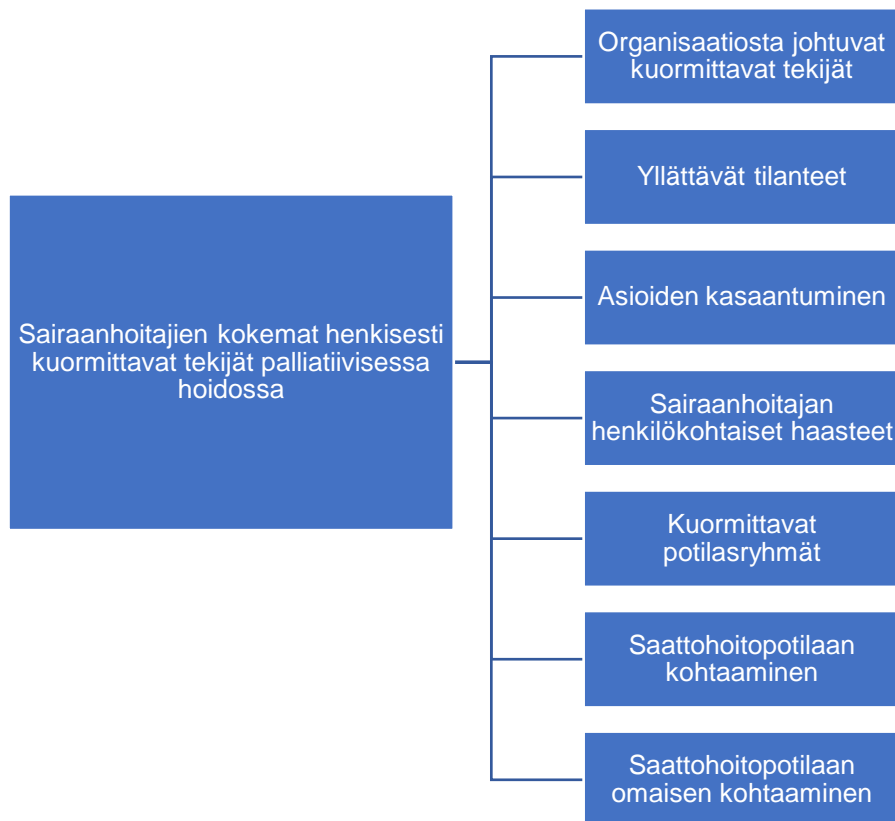 Organisaatiosta johtuvat
kuormittavat tekijät
Yllättävät tilanteet
Asioiden kasaantuminen
Sairaanhoitajien kokemat henkisesti
kuormittavat tekijät palliatiivisessa
hoidossa
Sairaanhoitajan
henkilökohtaiset haasteet
Kuormittavat
potilasryhmät
Saattohoitopotilaan
kohtaaminen
Saattohoitopotilaan
omaisen kohtaaminen